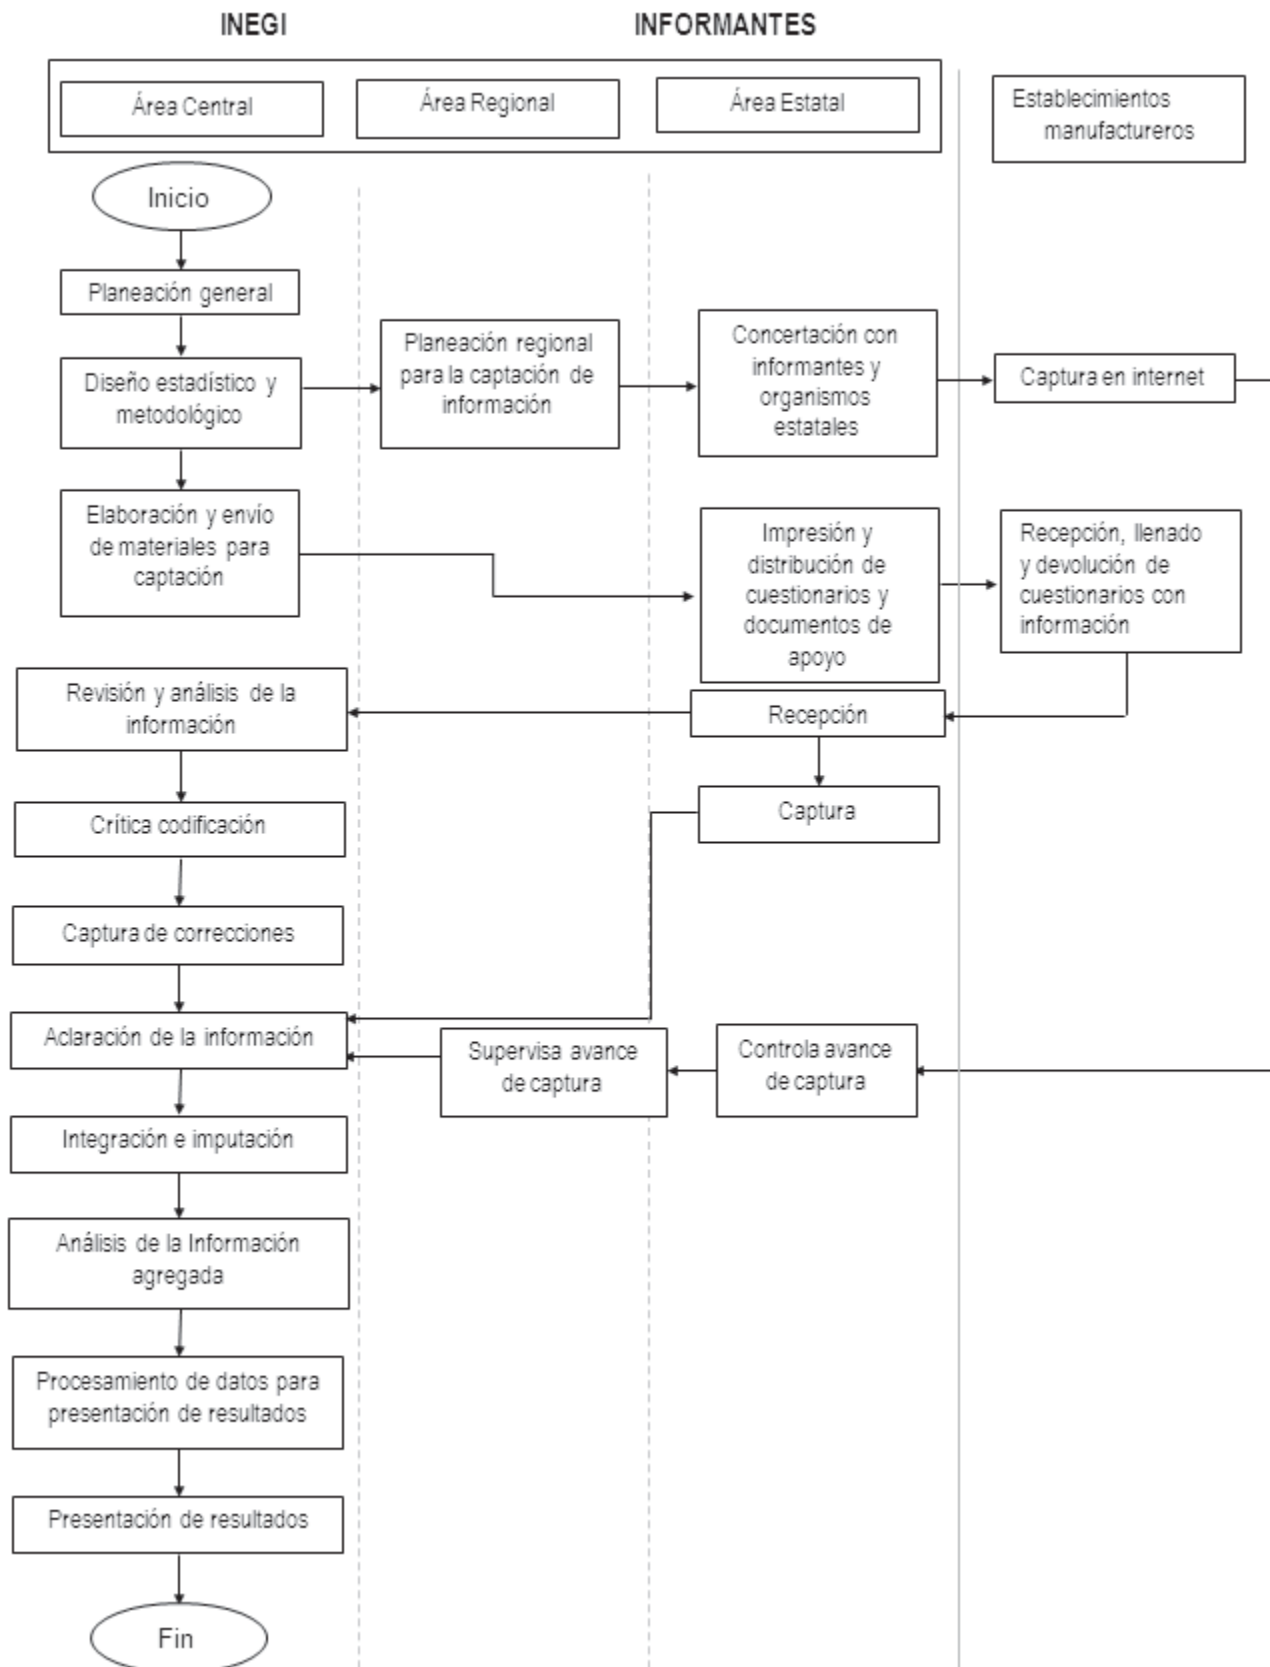 INEGI
INFORMANTES
Área Central
Área Regional
Área Estatal
Establecimientos
manufactureros
Inicio
Planeación general
Diseño estadístico y
metodológico
Planeación regional
para la captación de
información
Concertación con
informantes y
organismos
estatales
Captura en internet
Elaboración y envío
de materiales para
captación
Impresión y
distribución de
cuestionarios y
documentos de
apoyo
Recepción, llenado
y devolución de
cuestionarios con
información
Revisión y análisis de la
información
Recepción
Crítica codificación
Captura
Captura de correcciones
Aclaración de la información
Supervisa avance
de captura
Controla avance
de captura
Integración e imputación
Análisis de la Información
agregada
Procesamiento de datos para
presentación de resultados
Presentación de resultados
Fin